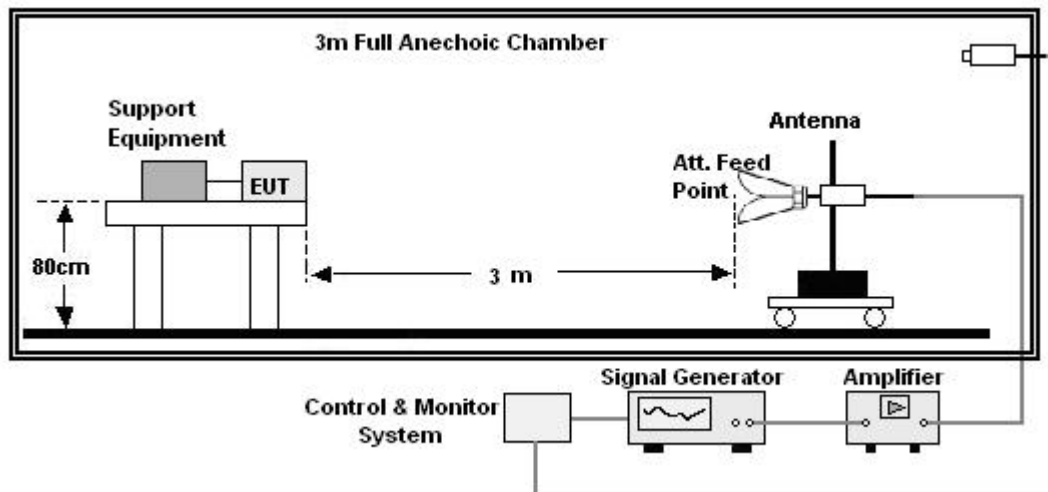 3m Full Anechoic Chamber
Support
Equipment
EUT
Antenna
Att. Feed
Point
80cm
3 m
Signal Generator
Amplifier
Control & Monitor
System